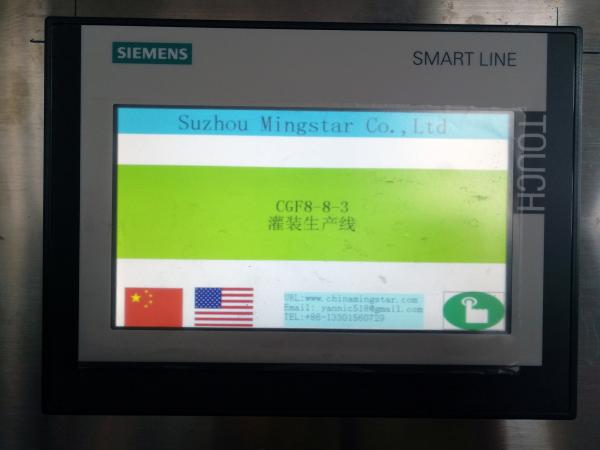 SIEMENS
SMART LINE
TOUCH
Suzhou Mingstar Co.,Ltd
CGF8-8-3
灌装生产线
URL:www.chinamingstar.com
Email: yannic518@gmail.com
TEL:+86-13301560729